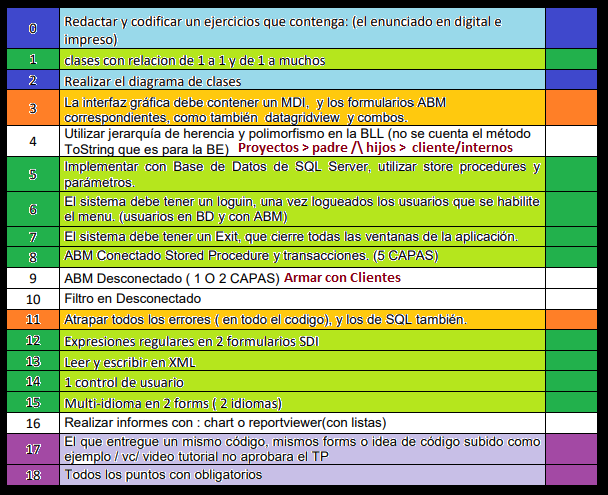 0 Redactar y codificar un ejercicios que contenga: (el enunciado en digital e
impreso)
1 clases con relacion de 1 a 1 y de 1 a muchos
2 Realizar el diagrama de clases
3 La interfaz gráfica debe contener un MDI, y los formularios ABM
correspondientes, como también datagridview y combos.
4 Utilizar jerarquía de herencia y polimorfismo en la BLL (no se cuenta el método
ToString que es para la BE) Proyectos > padre /\ hijos > cliente/internos
5 Implementar con Base de Datos de SQL Server, utilizar store procedures y
parámetros.
6 El sistema debe tener un loguin, una vez logueados los usuarios que se habilite
el menu. (usuarios en BD y con ABM)
7 El sistema debe tener un Exit, que cierre todas las ventanas de la aplicación.
8 ABM Conectado Stored Procedure y transacciones. (5 CAPAS)
9 ABM Desconectado ( 1 O 2 CAPAS) Armar con Clientes
10 Filtro en Desconectado
11 Atrapar todos los errores ( en todo el codigo), y los de SQL también.
12 Expresiones regulares en 2 formularios SDI
13 Leer y escribir en XML
14 1 control de usuario
15 Multi-idioma en 2 forms ( 2 idiomas)
16 Realizar informes con : chart o reportviewer(con listas)
17 El que entregue un mismo código, mismos forms o idea de código subido como
ejemplo / vc/ video tutorial no aprobara el TP
18 Todos los puntos con obligatorios